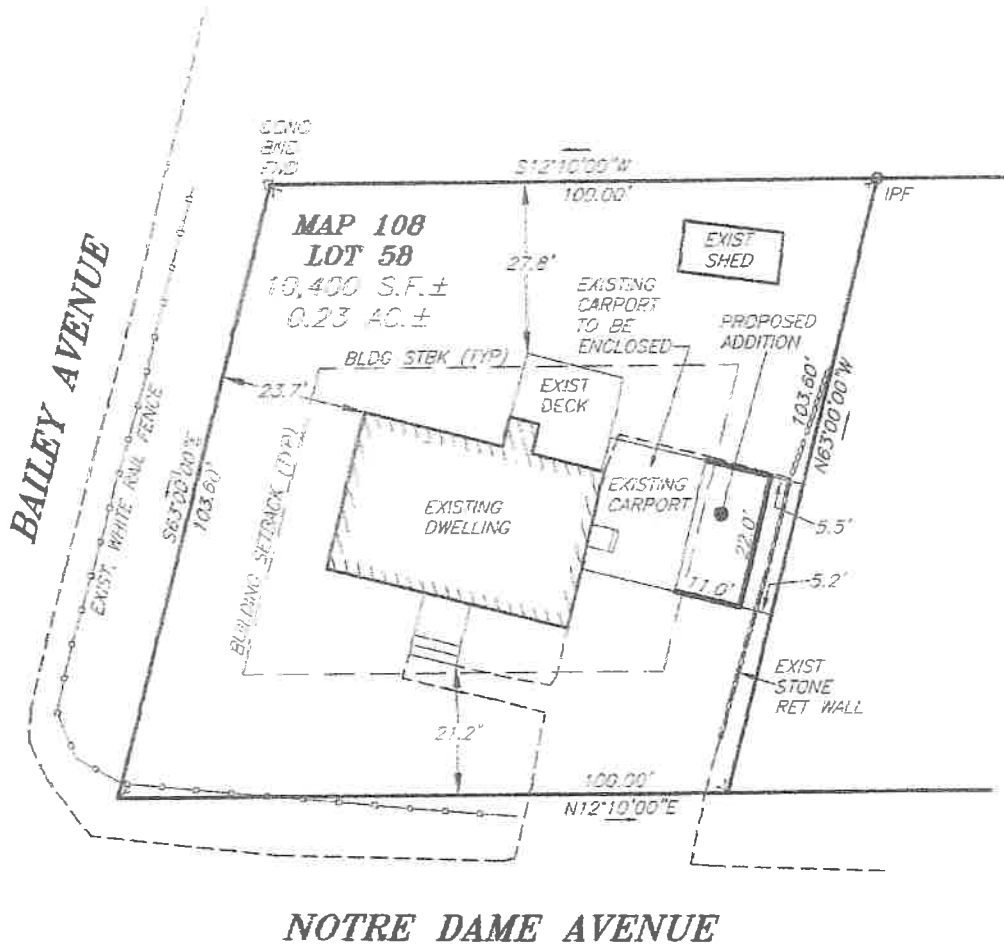 CONC
BND
FND
S12°10'00"W
100.00'
IPF
MAP 108
LOT 58
10,400 S.F.±
0.23 AC.±
27.8'
EXIST
SHED
EXISTING
CARPORT
TO BE
ENCLOSED
PROPOSED
ADDITION
BLDG STBK (TYP)
EXIST
DECK
23.7'
103.60'
N63°00'00"W
BAILEY AVENUE
EXIST. WHITE RAIL FENCE
S63°00'00"E
103.60'
BUILDING SETBACK (TYP)
EXISTING
DWELLING
EXISTING
CARPORT
22.0'
11.0'
5.5'
5.2'
EXIST
STONE
RET WALL
21.2'
100.00'
N12°10'00"E
NOTRE DAME AVENUE